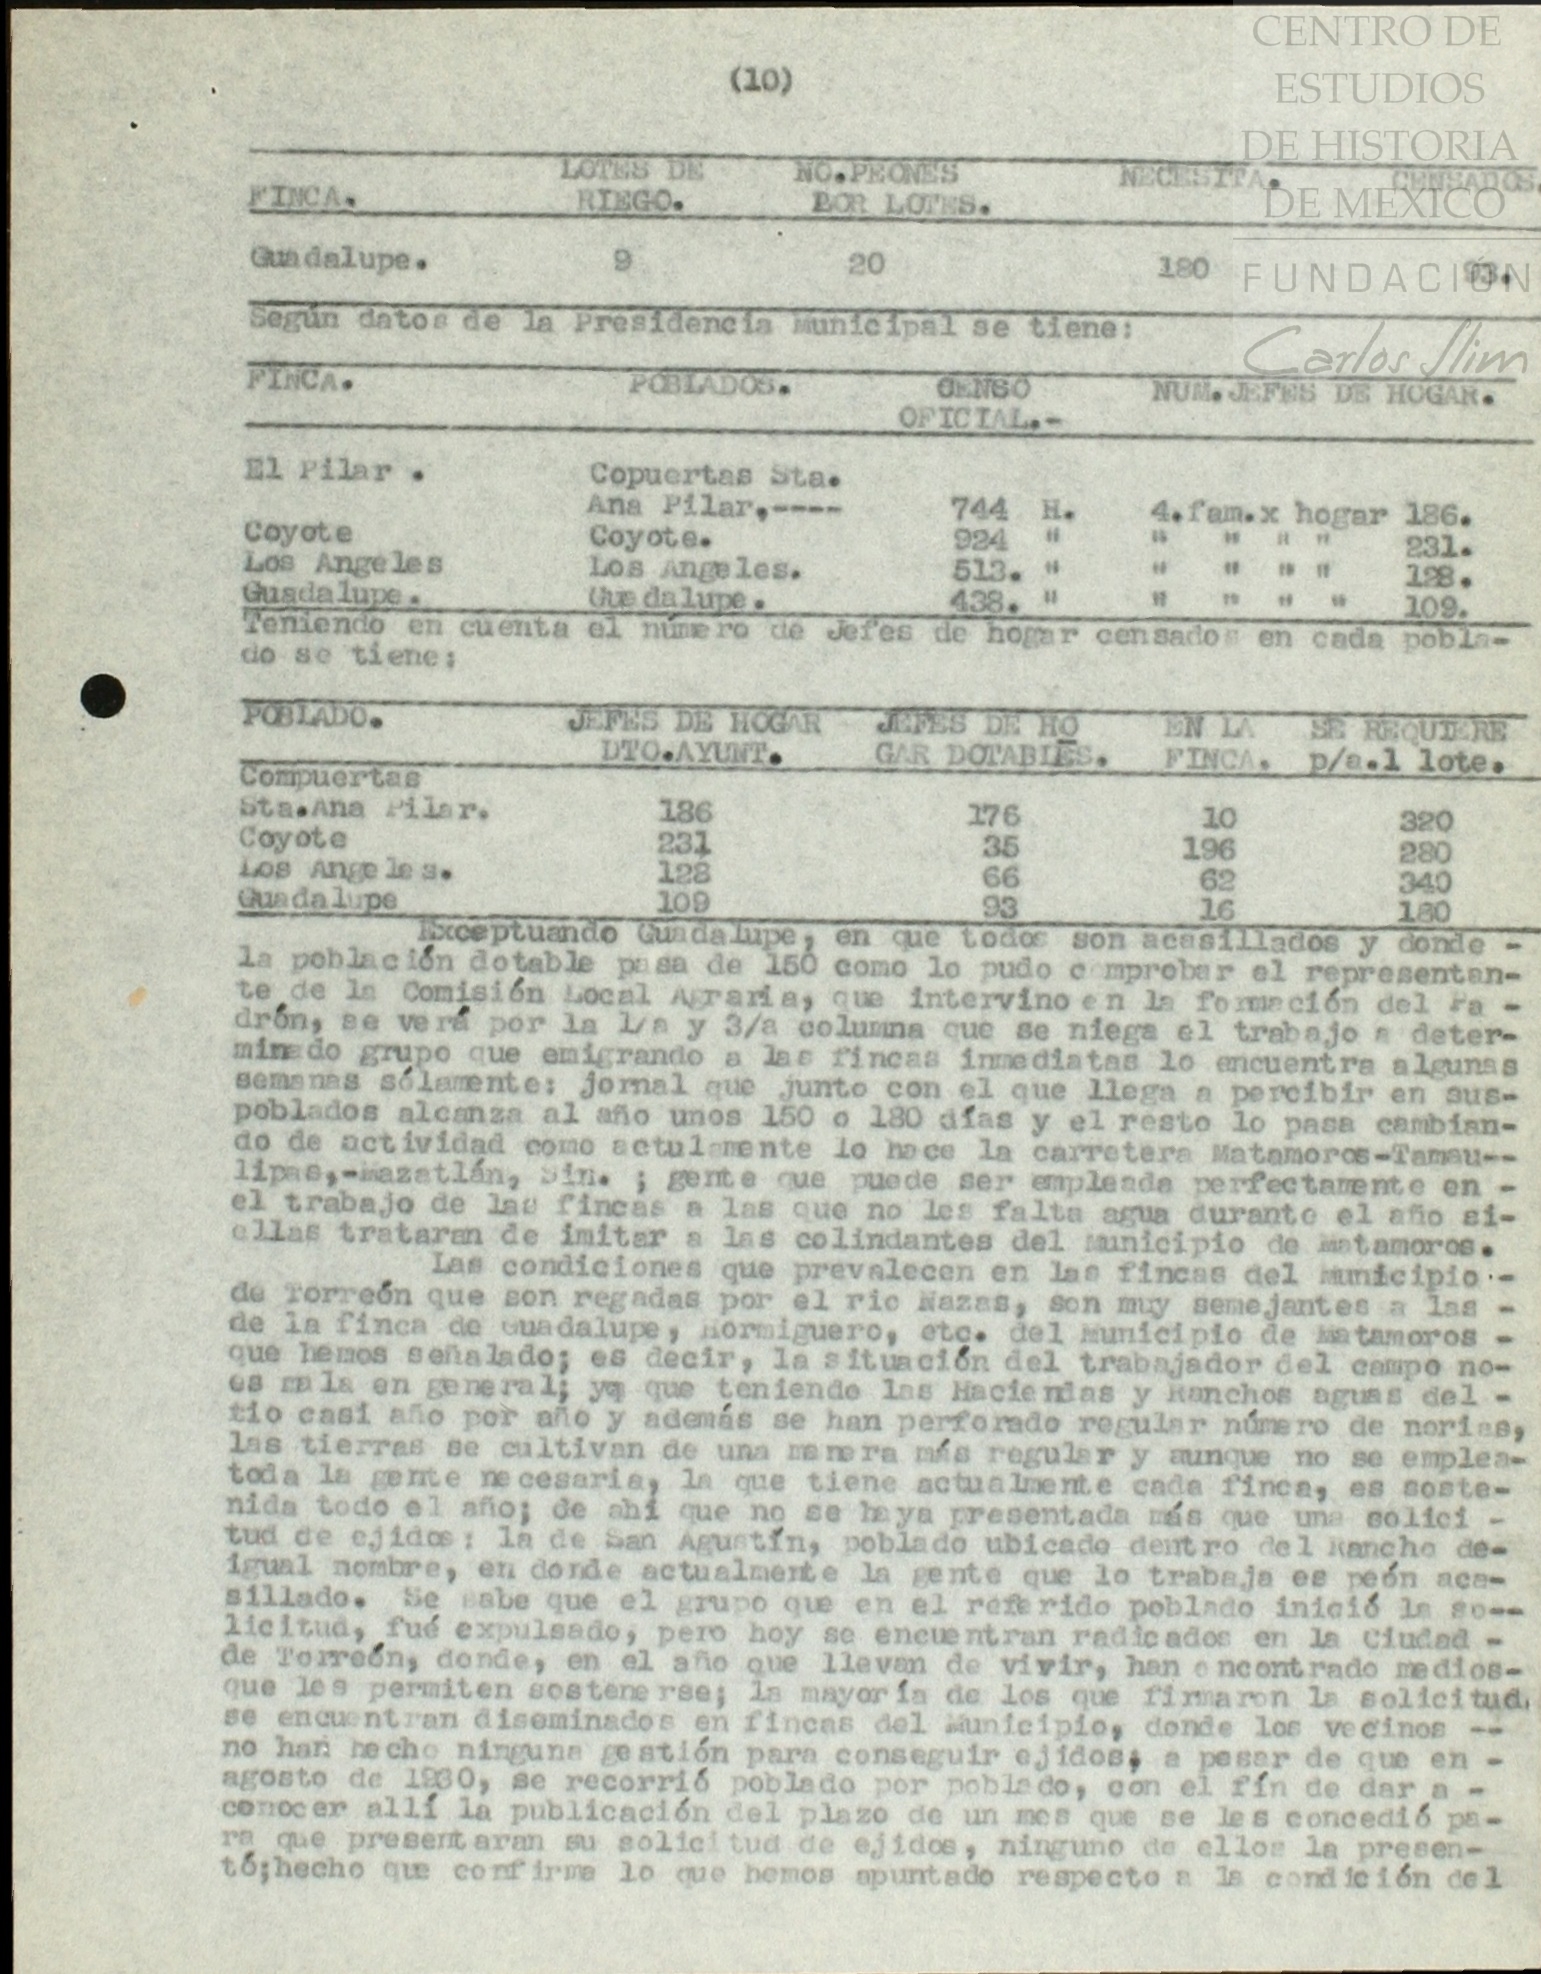 CENTRO DE
ESTUDIOS
DE HISTORIA
DE MEXICO
FUNDACIÓN
Carlos Slim
(10)
FINCA. LOTES DE RIEGO. NO.PEONES POR LOTES. NECESITA. CENSADOS.
Guadalupe. 9 20 180 93.
Según datos de la Presidencia Municipal se tiene:
FINCA. POBLADOS. CENSO NUM.JEFES DE HOGAR.
OFICIAL.-
El Pilar . Copuertas Sta.
Ana Pilar,---- 744 H. 4.fam.x hogar 186.
Coyote Coyote. 924 " " " " " 231.
Los Angeles Los Angeles. 513. " " " " " 128.
Guadalupe. Guadalupe. 438. " " " " " 109.
Teniendo en cuenta el número de Jefes de hogar censados en cada pobla-
do se tiene:
POBLADO. JEFES DE HOGAR JEFES DE HO EN LA SE REQUIERE
DTO.AYUNT. GAR DOTABLES. FINCA. p/a.l lote.
Compuertas
Sta.Ana Pilar. 186 176 10 320
Coyote 231 35 196 280
Los Angeles. 128 66 62 340
Guadalupe 109 93 16 180
Exceptuando Guadalupe, en que todos son acasillados y donde -
la población dotable pasa de 150 como lo pudo comprobar el representan-
te de la Comisión Local Agraria, que intervino en la formación del Pa -
drón, se verá por la 1/a y 3/a columna que se niega el trabajo a deter-
minado grupo que emigrando a las fincas inmediatas lo encuentra algunas
semanas sólamente: jornal que junto con el que llega a percibir en sus-
poblados alcanza al año unos 150 o 180 días y el resto lo pasa cambian-
do de actividad como actulamente lo hace la carretera Matamoros-Tamau--
lipas,-Mazatlán, Sin. ; gente que puede ser empleada perfectamente en -
el trabajo de las fincas a las que no les falta agua durante el año si-
ellas trataran de imitar a las colindantes del Municipio de Matamoros.
Las condiciones que prevalecen en las fincas del Municipio -
de Torreón que son regadas por el rio Nazas, son muy semejantes a las -
de la finca de Guadalupe, Hormiguero, etc. del Municipio de Matamoros -
que hemos señalado; es decir, la situación del trabajador del campo no-
es mala en general; ya que teniendo las Haciendas y Ranchos aguas del -
tio casi año por año y además se han perforado regular número de norias,
las tierras se cultivan de una manera más regular y aunque no se emplea-
toda la gente necesaria, la que tiene actualmente cada finca, es soste-
nida todo el año; de ahí que no se haya presentada más que una solici -
tud de ejidos: la de San Agustín, poblado ubicado dentro del Rancho de-
igual nombre, en donde actualmente la gente que lo trabaja es peón aca-
sillado. Se sabe que el grupo que en el referido poblado inició la so--
licitud, fué expulsado, pero hoy se encuentran radicados en la Ciudad -
de Torreón, donde, en el año que llevan de vivir, han encontrado medios-
que les permiten sostenerse; la mayoría de los que firmaron la solicitud,
se encuentran diseminados en fincas del Municipio, donde los vecinos --
no han hecho ninguna gestión para conseguir ejidos; a pesar de que en -
agosto de 1930, se recorrió poblado por poblado, con el fín de dar a -
conocer allí la publicación del plazo de un mes que se les concedió pa-
ra que presentaran su solicitud de ejidos, ninguno de ellos la presen-
tó;hecho que confirma lo que hemos apuntado respecto a la condición del